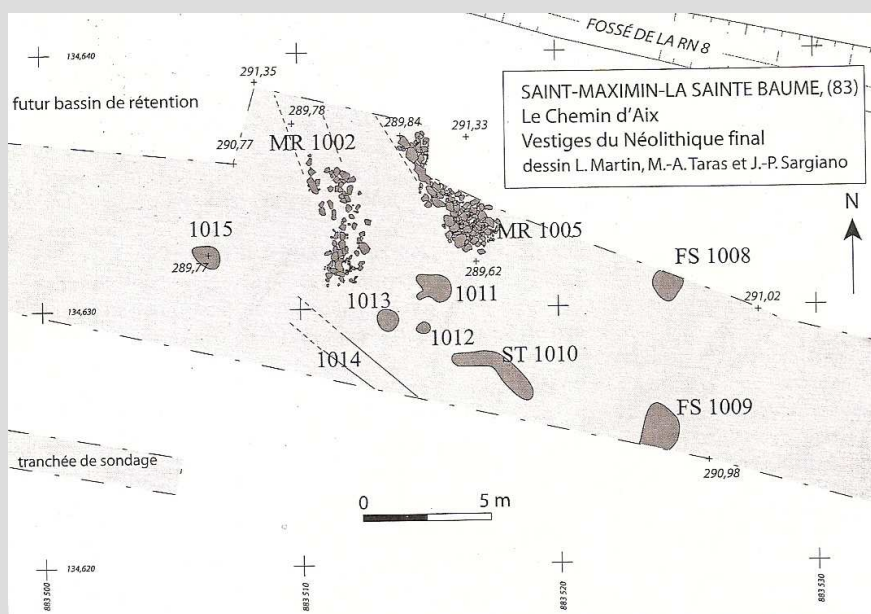 FOSSÉ DE LA RN 8
134,640
291,35
futur bassin de rétention
289,78
289,84
291,33
SAINT-MAXIMIN-LA SAINTE BAUME, (83)
Le Chemin d'Aix
Vestiges du Néolithique final
dessin L. Martin, M.-A. Taras et J.-P. Sargiano
MR 1002
290,77
N
1015
MR 1005
289,77
289,62
FS 1008
1011
291,02
134,630
1013
1012
1014
ST 1010
FS 1009
tranchée de sondage
290,98
0
5 m
134,620
883 500
883 510
883 520
883 530